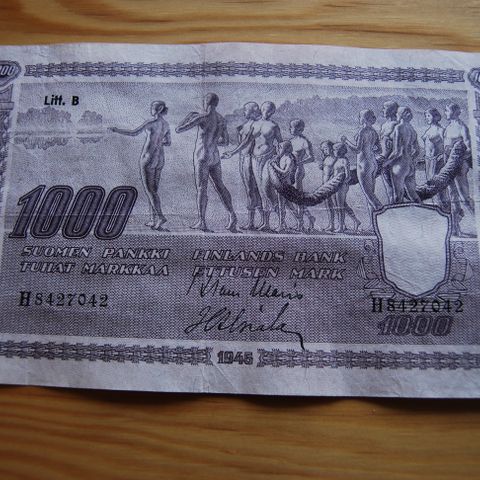 Litt. B
1000
SUOMEN PANKKI FINLANDS BANK
TUHAT MARKKAA ETTUSEN MARK
H8427042 H8427042
1000
1945